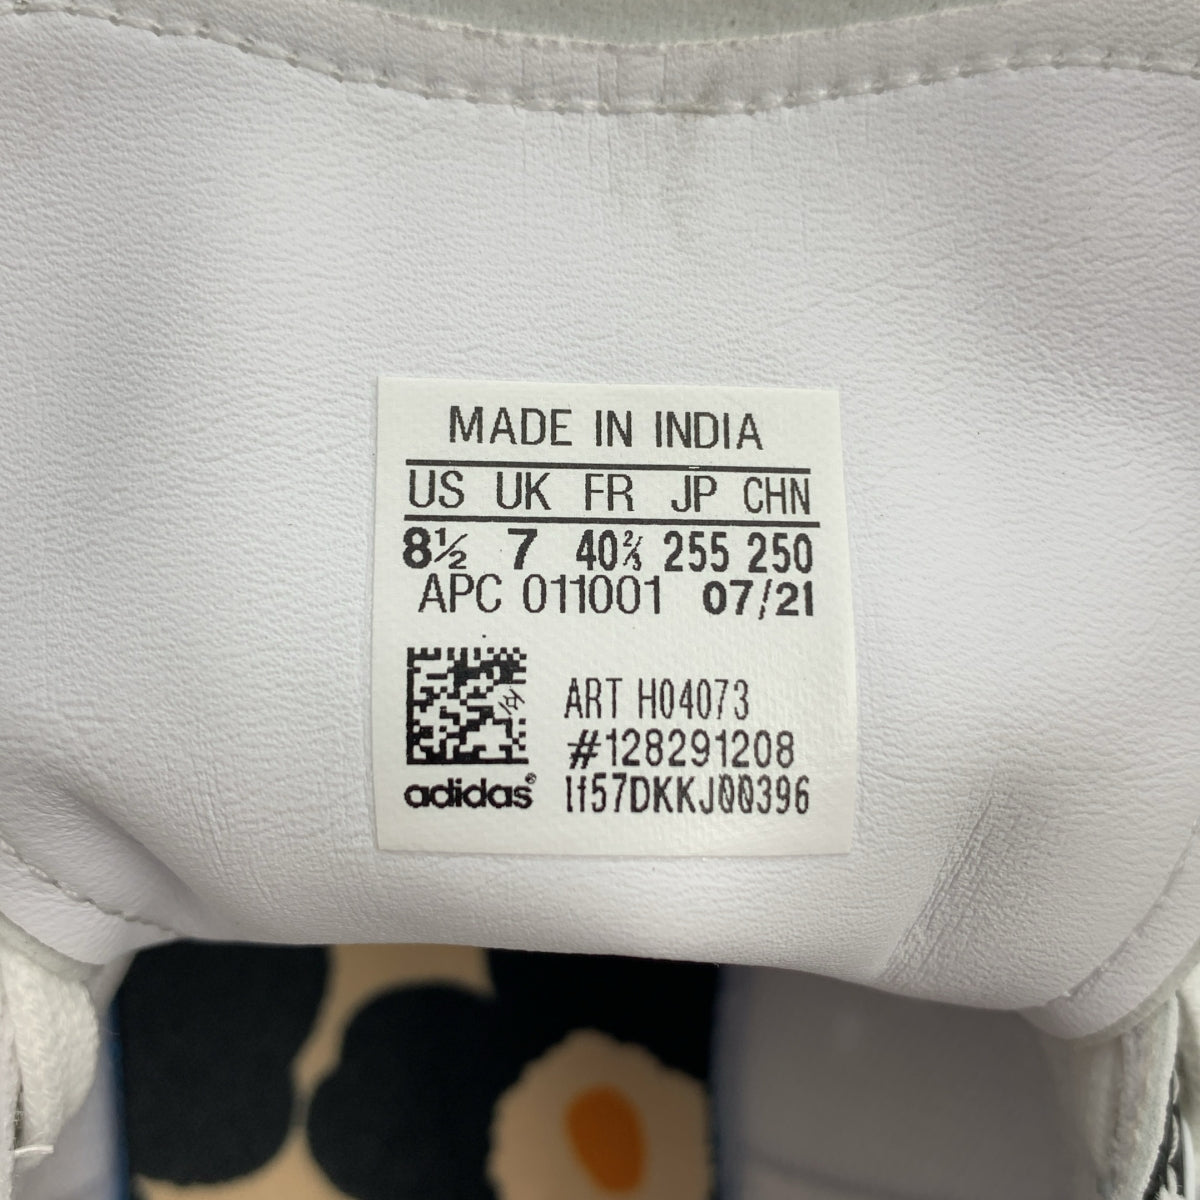 MADE IN INDIA
US UK FR JP CHN
8½ 7 40⅔ 255 250
APC 011001 07/21
ART H04073
#128291208
adidas® lf57DKKJ00396